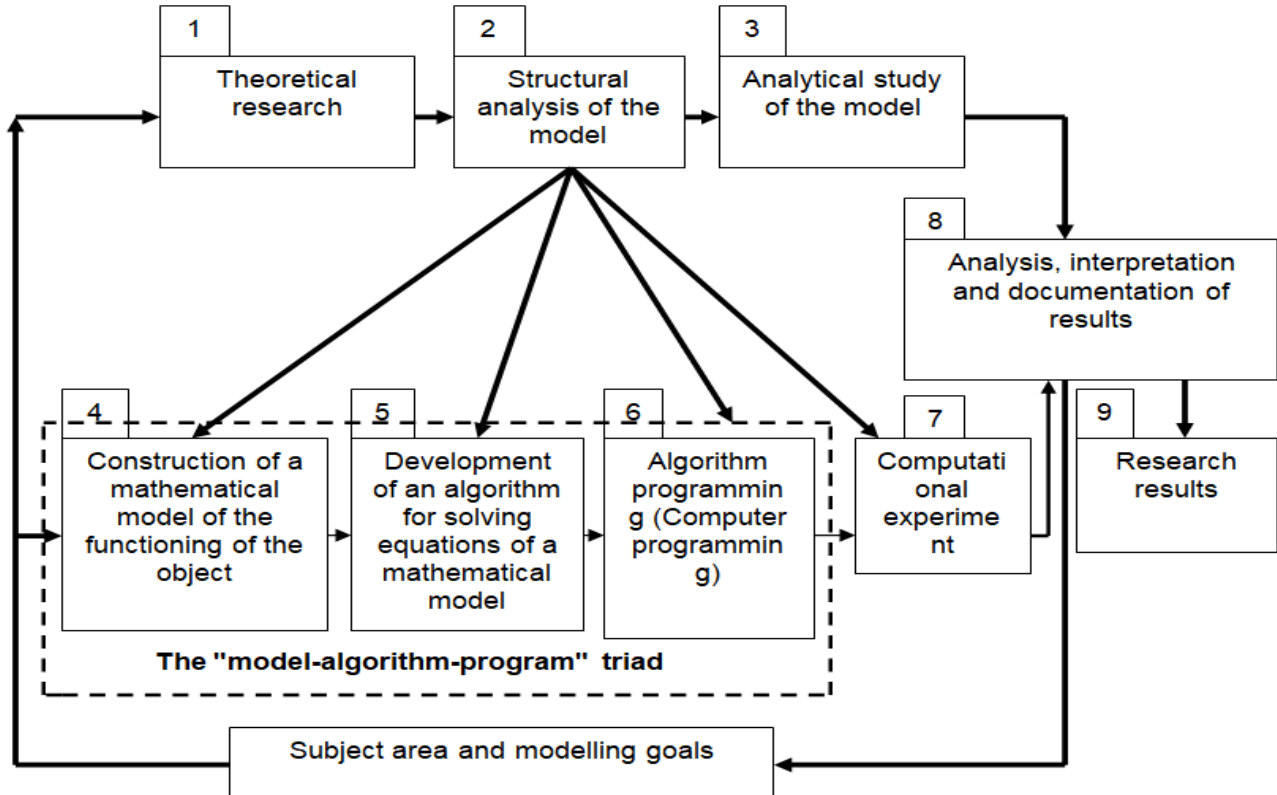 1
Theoretical
research
2
Structural
analysis of the
model
3
Analytical study
of the model
8
Analysis, interpretation
and documentation of
results
4
Construction of a
mathematical
model of the
functioning of the
object
5
Development
of an algorithm
for solving
equations of a
mathematical
model
6
Algorithm
programmin
g (Computer
programmin
g)
7
Computati
onal
experime
nt
9
Research
results
The "model-algorithm-program" triad
Subject area and modelling goals